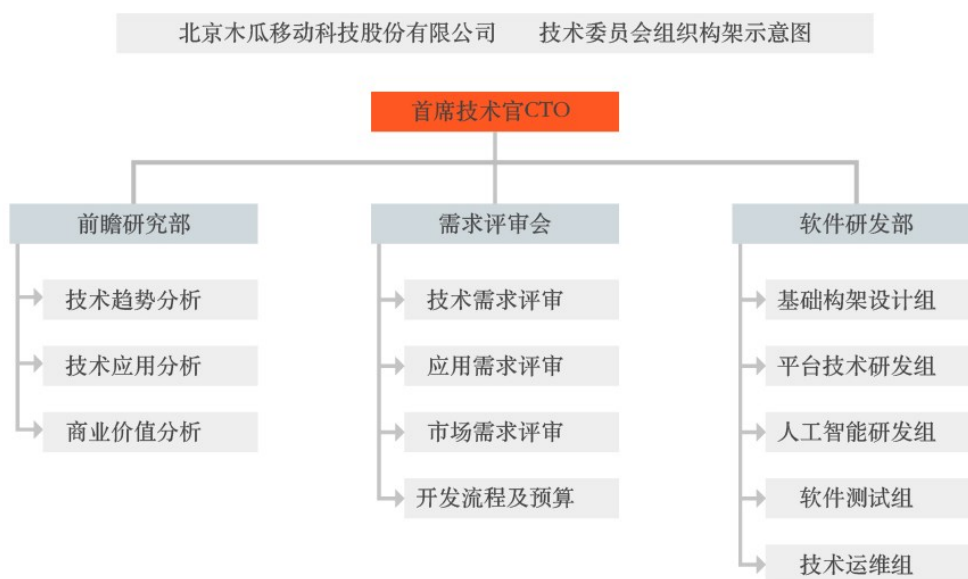 北京木瓜移动科技股份有限公司 技术委员会组织构架示意图
首席技术官CTO
前瞻研究部
技术趋势分析
技术应用分析
商业价值分析
需求评审会
技术需求评审
应用需求评审
市场需求评审
开发流程及预算
软件研发部
基础构架设计组
平台技术研发组
人工智能研发组
软件测试组
技术运维组